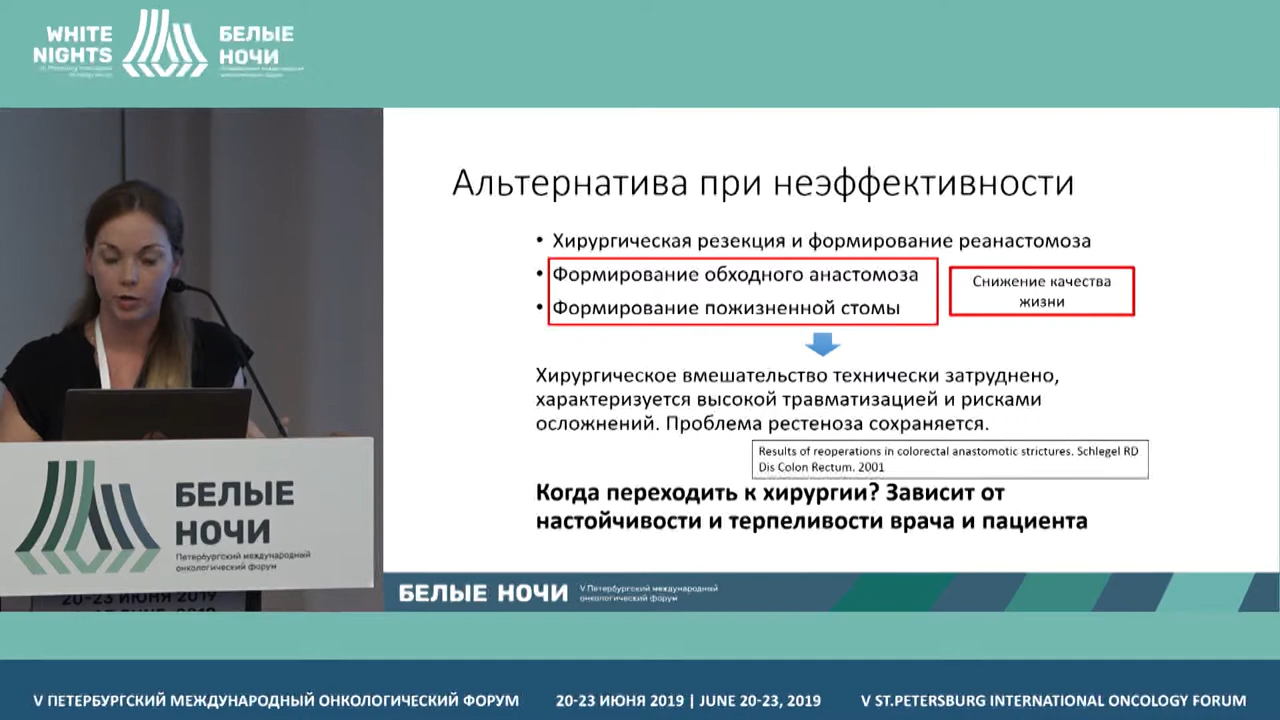 WHITE
NIGHTS
БЕЛЫЕ
НОЧИ
Альтернатива при неэффективности
• Хирургическая резекция и формирование реанастомоза
• Формирование обходного анастомоза
• Формирование пожизненной стомы
Снижение качества
жизни
Хирургическое вмешательство технически затруднено,
характеризуется высокой травматизацией и рисками
осложнений. Проблема рестеноза сохраняется.
Results of reoperations in colorectal anastomotic strictures. Schlegel RD
Dis Colon Rectum. 2001
Когда переходить к хирургии? Зависит от
настойчивости и терпеливости врача и пациента
БЕЛЫЕ
НОЧИ
Петербургский международный
онкологический форум
20-23 ИЮНЯ 2019
БЕЛЫЕ НОЧИ
V Петербургский международный
онкологический форум
V ПЕТЕРБУРГСКИЙ МЕЖДУНАРОДНЫЙ ОНКОЛОГИЧЕСКИЙ ФОРУМ
20-23 ИЮНЯ 2019 | JUNE 20-23, 2019
V ST.PETERSBURG INTERNATIONAL ONCOLOGY FORUM